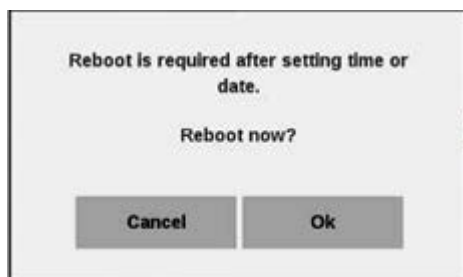 Reboot is required after setting time or
date.
Reboot now?
Cancel Ok